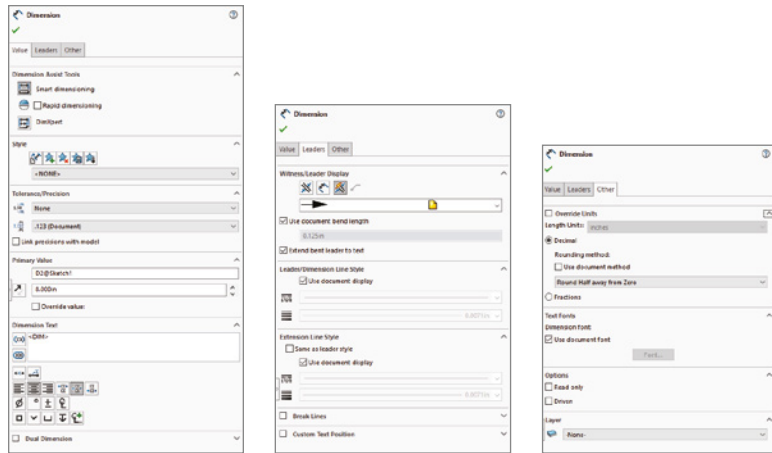 Dimension
Value Leaders Other
Dimension Assist Tools
Smart dimensioning
Rapid dimensioning
DimXpert
Style
<NONE>
Tolerance/Precision
None
.123 (Document)
Link precisions with model
Primary Value
D2@Sketch1
8.000in
Override value:
Dimension Text
<DIM>
Dual Dimension
Dimension
Value Leaders Other
Witness/Leader Display
Use document bend length
0.125in
Extend bent leader to text
Leader/Dimension Line Style
Use document display
0.0071in
Extension Line Style
Same as leader style
Use document display
0.0071in
Break Lines
Custom Text Position
Dimension
Value Leaders Other
Override Units
Length Units: inches
Decimal
Rounding method:
Use document method
Round Half away from Zero
Fractions
Text Fonts
Dimension font:
Use document font
Font...
Options
Read only
Driven
Layer
-None-